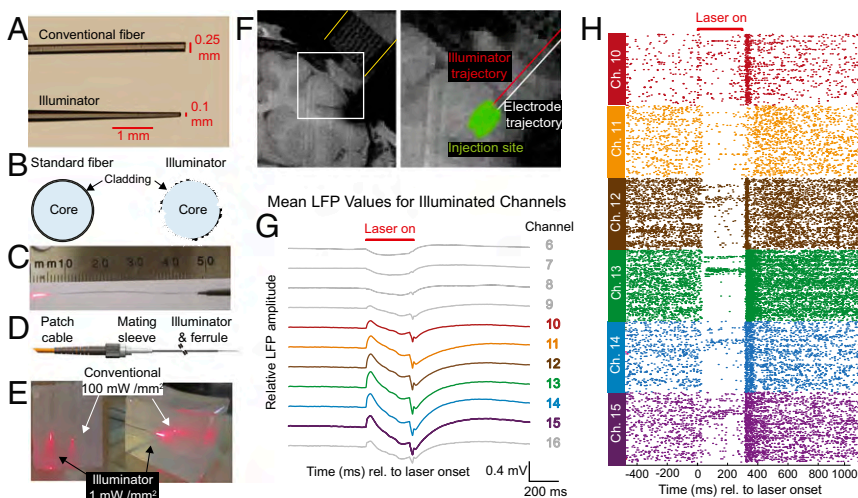 A
Conventional fiber
0.25
mm
Illuminator
0.1
mm
1 mm
B
Standard fiber
Illuminator
Cladding
Core
Core
C
mm10 20 30 40 50
D
Patch
cable
Mating
sleeve
Illuminator
& ferrule
E
Conventional
100 mW /mm²
Illuminator
1 mW /mm²
F
Illuminator
trajectory
Electrode
trajectory
Injection site
Mean LFP Values for Illuminated Channels
G
Laser on
Channel
6
7
8
9
10
11
12
13
14
15
16
Relative LFP amplitude
Time (ms) rel. to laser onset
0.4 mV
200 ms
H
Laser on
Ch. 10
Ch. 11
Ch. 12
Ch. 13
Ch. 14
Ch. 15
-400 -200 0 200 400 600 800 1000
Time (ms) rel. to laser onset